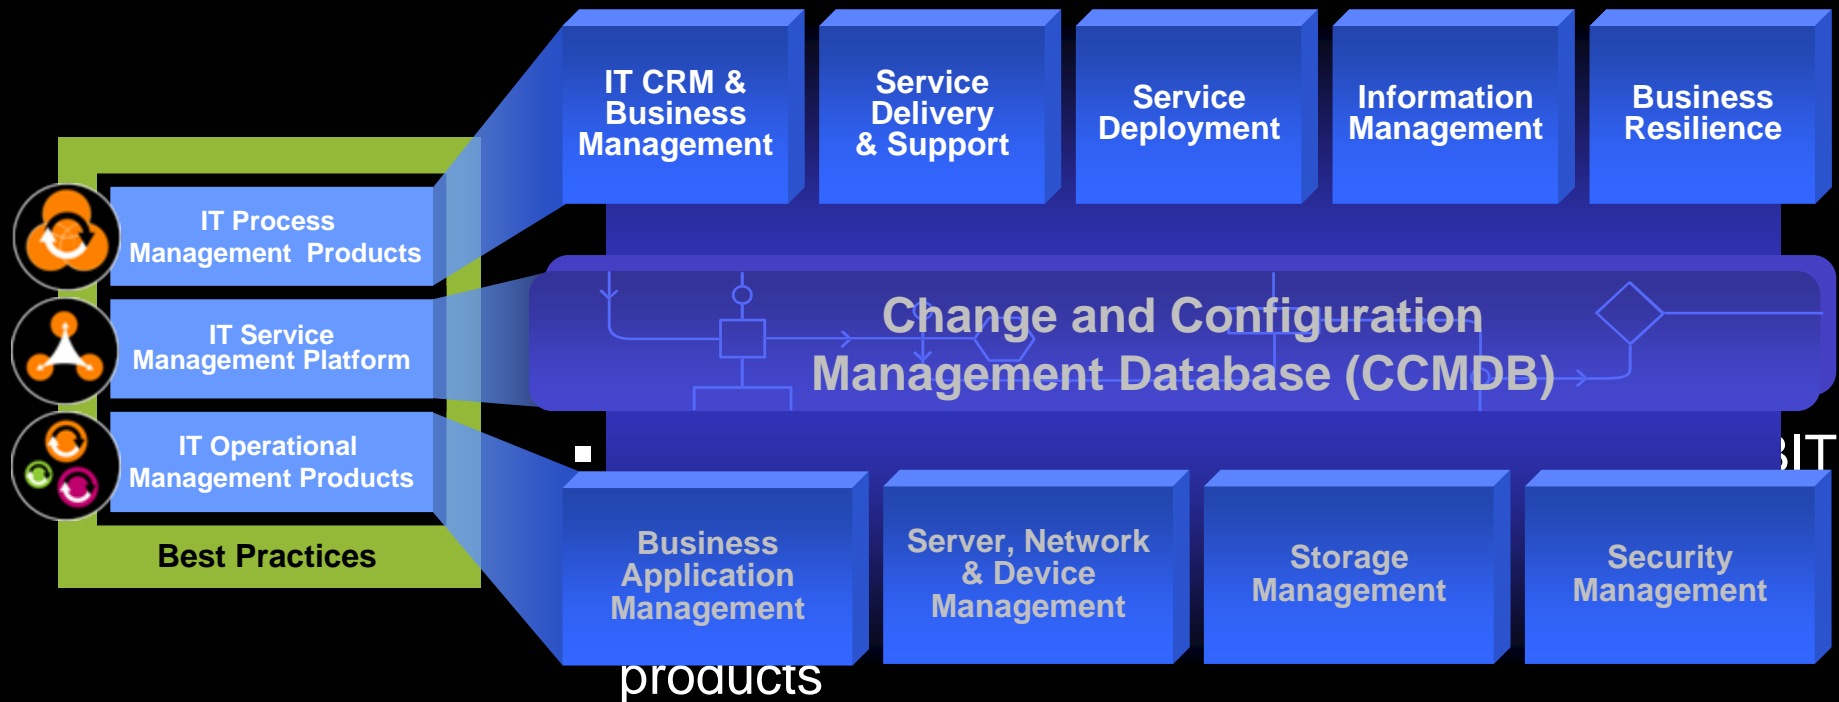 IT CRM &
Business
Management
Service
Delivery
& Support
Service
Deployment
Information
Management
Business
Resilience
IT Process
Management Products
IT Service
Management Platform
IT Operational
Management Products
Best Practices
Change and Configuration
Management Database (CCMDB)
BIT
Business
Application
Management
Server, Network
& Device
Management
Storage
Management
Security
Management
products